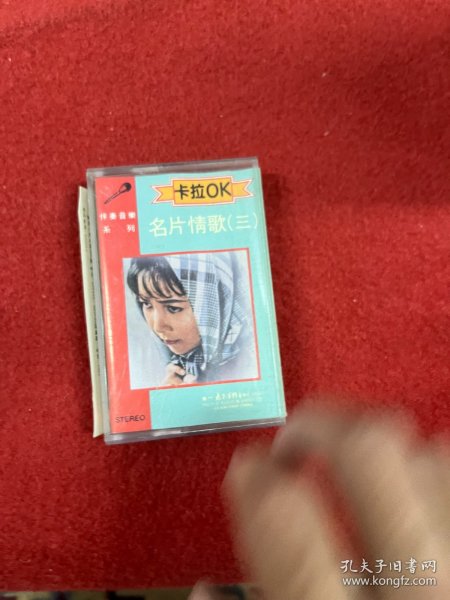 卡拉OK
伴奏音樂
系列
名片情歌(三)
STEREO
孔夫子旧书网
www.kongfz.com